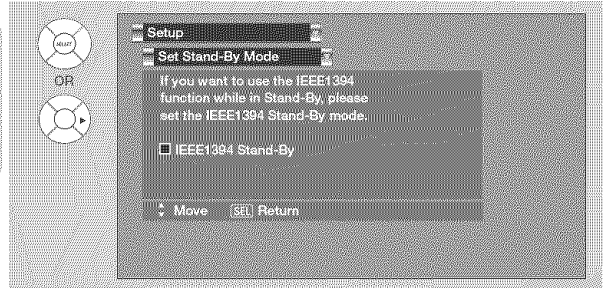 SELECT
OR
Setup
Set Stand-By Mode
If you want to use the IEEE1394
function while in Stand-By, please
set the IEEE1394 Stand-By mode.
IEEE1394 Stand-By
Move SEL Return